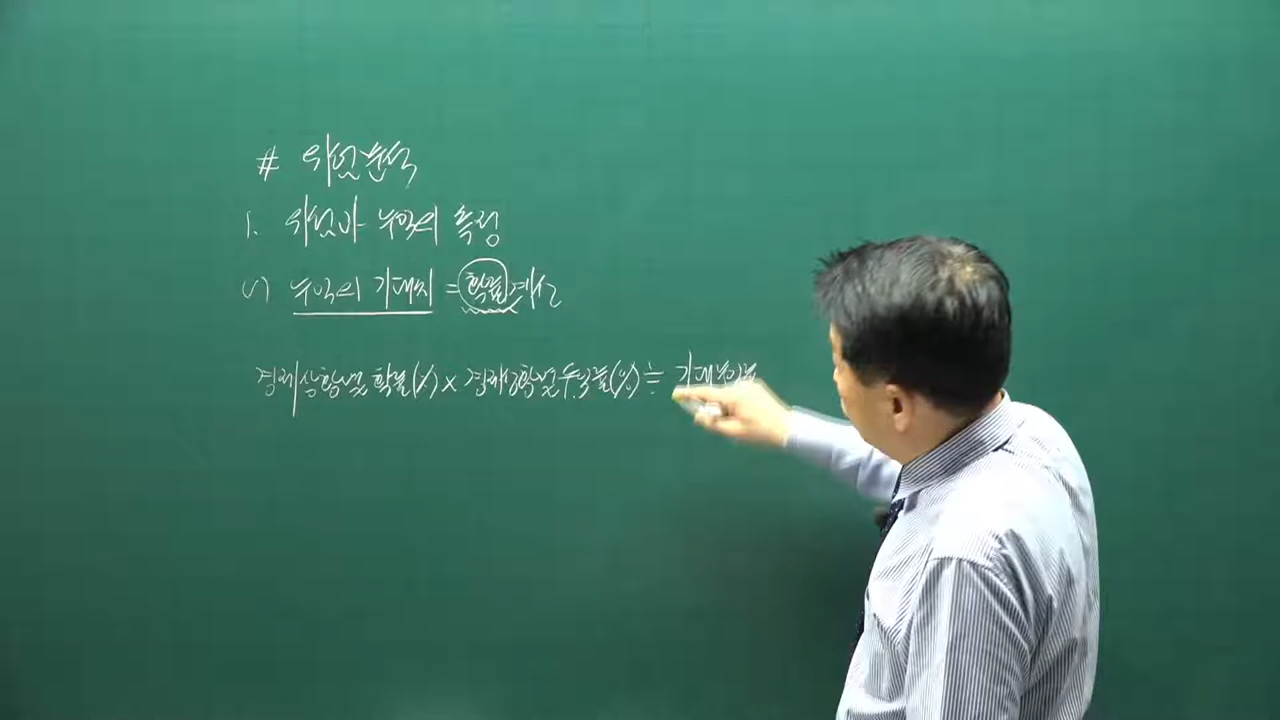 # 위험분석
1. 위험과 수익의 측정
(1) 수익의 기대치 = 확률계산
경제상황별 확률(%) × 경제상황별 수익률(%) ≒ 기대수익률